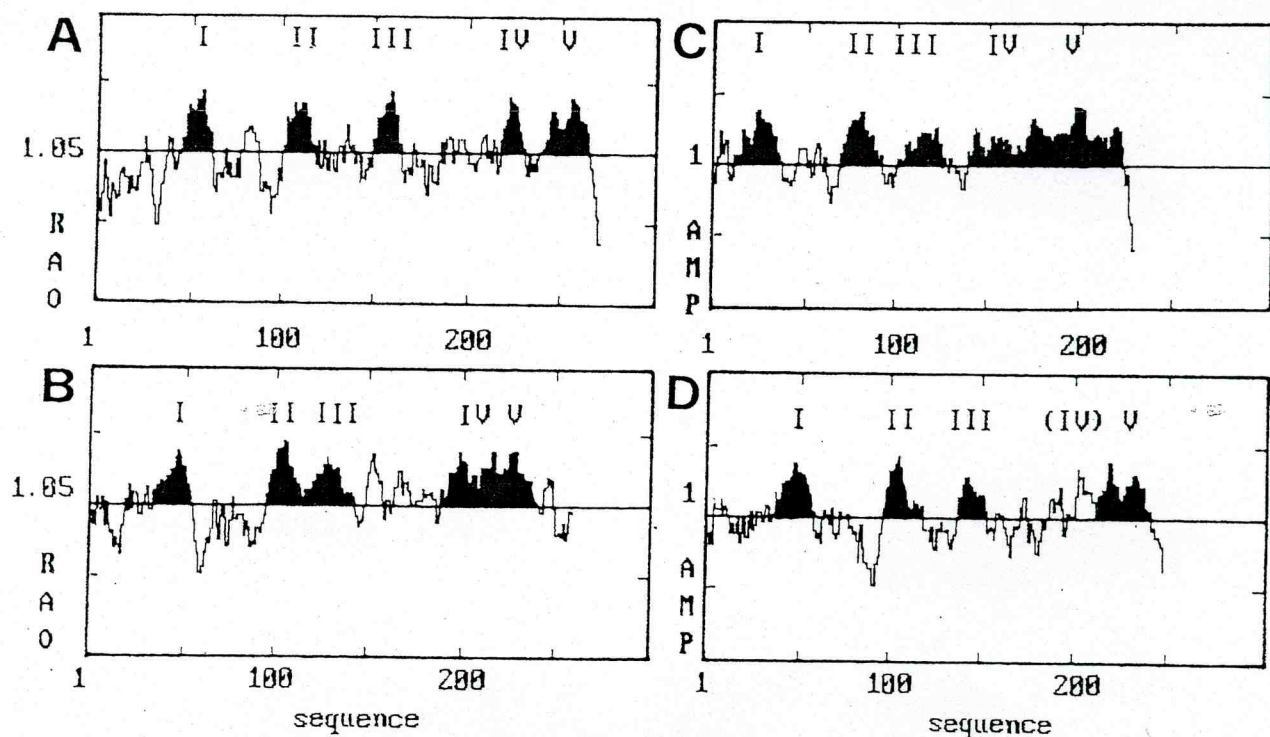 A
I II III IV V
1.05
R
A
O
1 100 200
C
I II III IV V
1
A
M
P
1 100 200
B
I II III IV V
1.05
R
A
O
1 100 200
sequence
D
I II III (IV) V
1
A
M
P
1 100 200
sequence